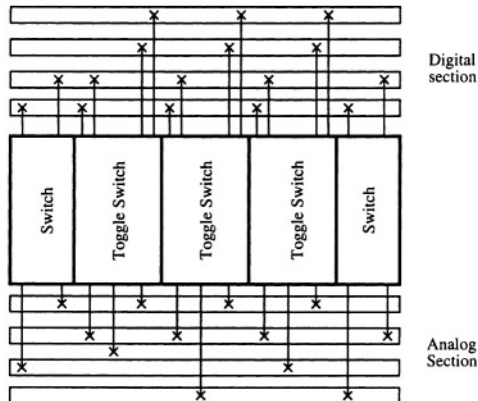 Digital
section
Switch
Toggle Switch
Toggle Switch
Toggle Switch
Switch
Analog
Section